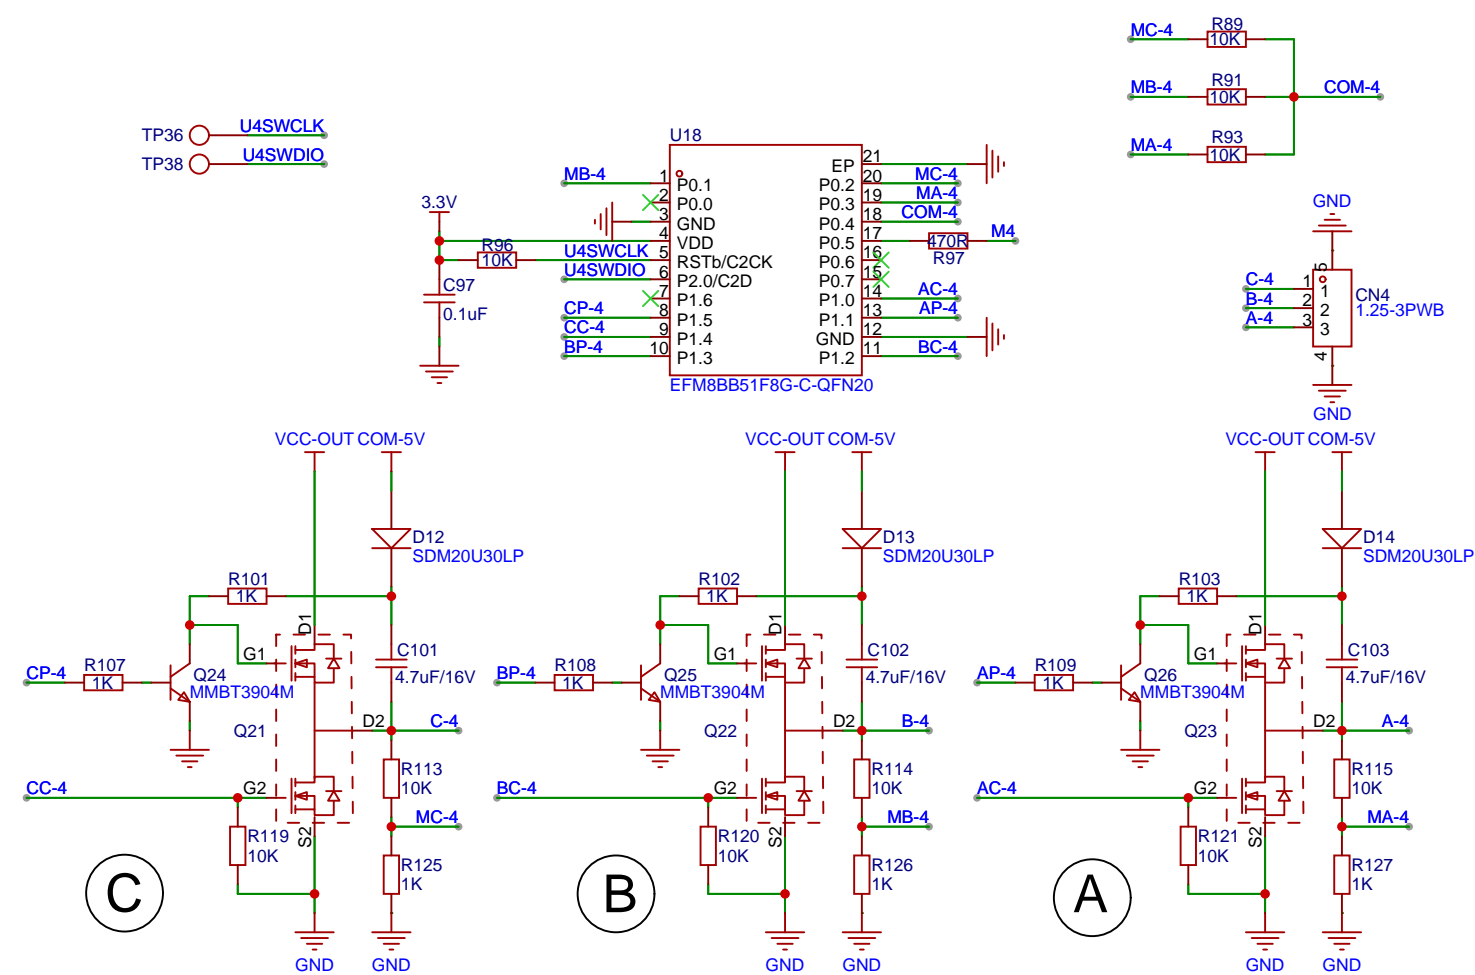 MC-4 R89 10K
MB-4 R91 10K COM-4
MA-4 R93 10K
TP36 U4SWCLK
TP38 U4SWDIO
U18
EP 21
MB-4 1 P0.1 P0.2 20 MC-4
2 P0.0 P0.3 19 MA-4
3 GND P0.4 18 COM-4
4 VDD P0.5 17 470R R97 M4
U4SWCLK 5 RSTb/C2CK P0.6 16
U4SWDIO 6 P2.0/C2D P0.7 15
7 P1.6 P1.0 14 AC-4
CP-4 8 P1.5 P1.1 13 AP-4
CC-4 9 P1.4 GND 12
BP-4 10 P1.3 P1.2 11 BC-4
EFM8BB51F8G-C-QFN20
3.3V
R96
10K
C97
0.1uF
GND
5
C-4 1 1
B-4 2 2
A-4 3 3
4
CN4
1.25-3PWB
GND
VCC-OUT COM-5V
D12
SDM20U30LP
R101
1K
D1
G1
C101
4.7uF/16V
CP-4 R107
1K
Q24
MMBT3904M
Q21
D2 C-4
CC-4 G2
R113
10K
MC-4
R119
10K
S2
R125
1K
C
GND GND
VCC-OUT COM-5V
D13
SDM20U30LP
R102
1K
D1
G1
C102
4.7uF/16V
BP-4 R108
1K
Q25
MMBT3904M
Q22
D2 B-4
BC-4 G2
R114
10K
MB-4
R120
10K
S2
R126
1K
B
GND GND
VCC-OUT COM-5V
D14
SDM20U30LP
R103
1K
D1
G1
C103
4.7uF/16V
AP-4 R109
1K
Q26
MMBT3904M
Q23
D2 A-4
AC-4 G2
R115
10K
MA-4
R121
10K
S2
R127
1K
A
GND GND